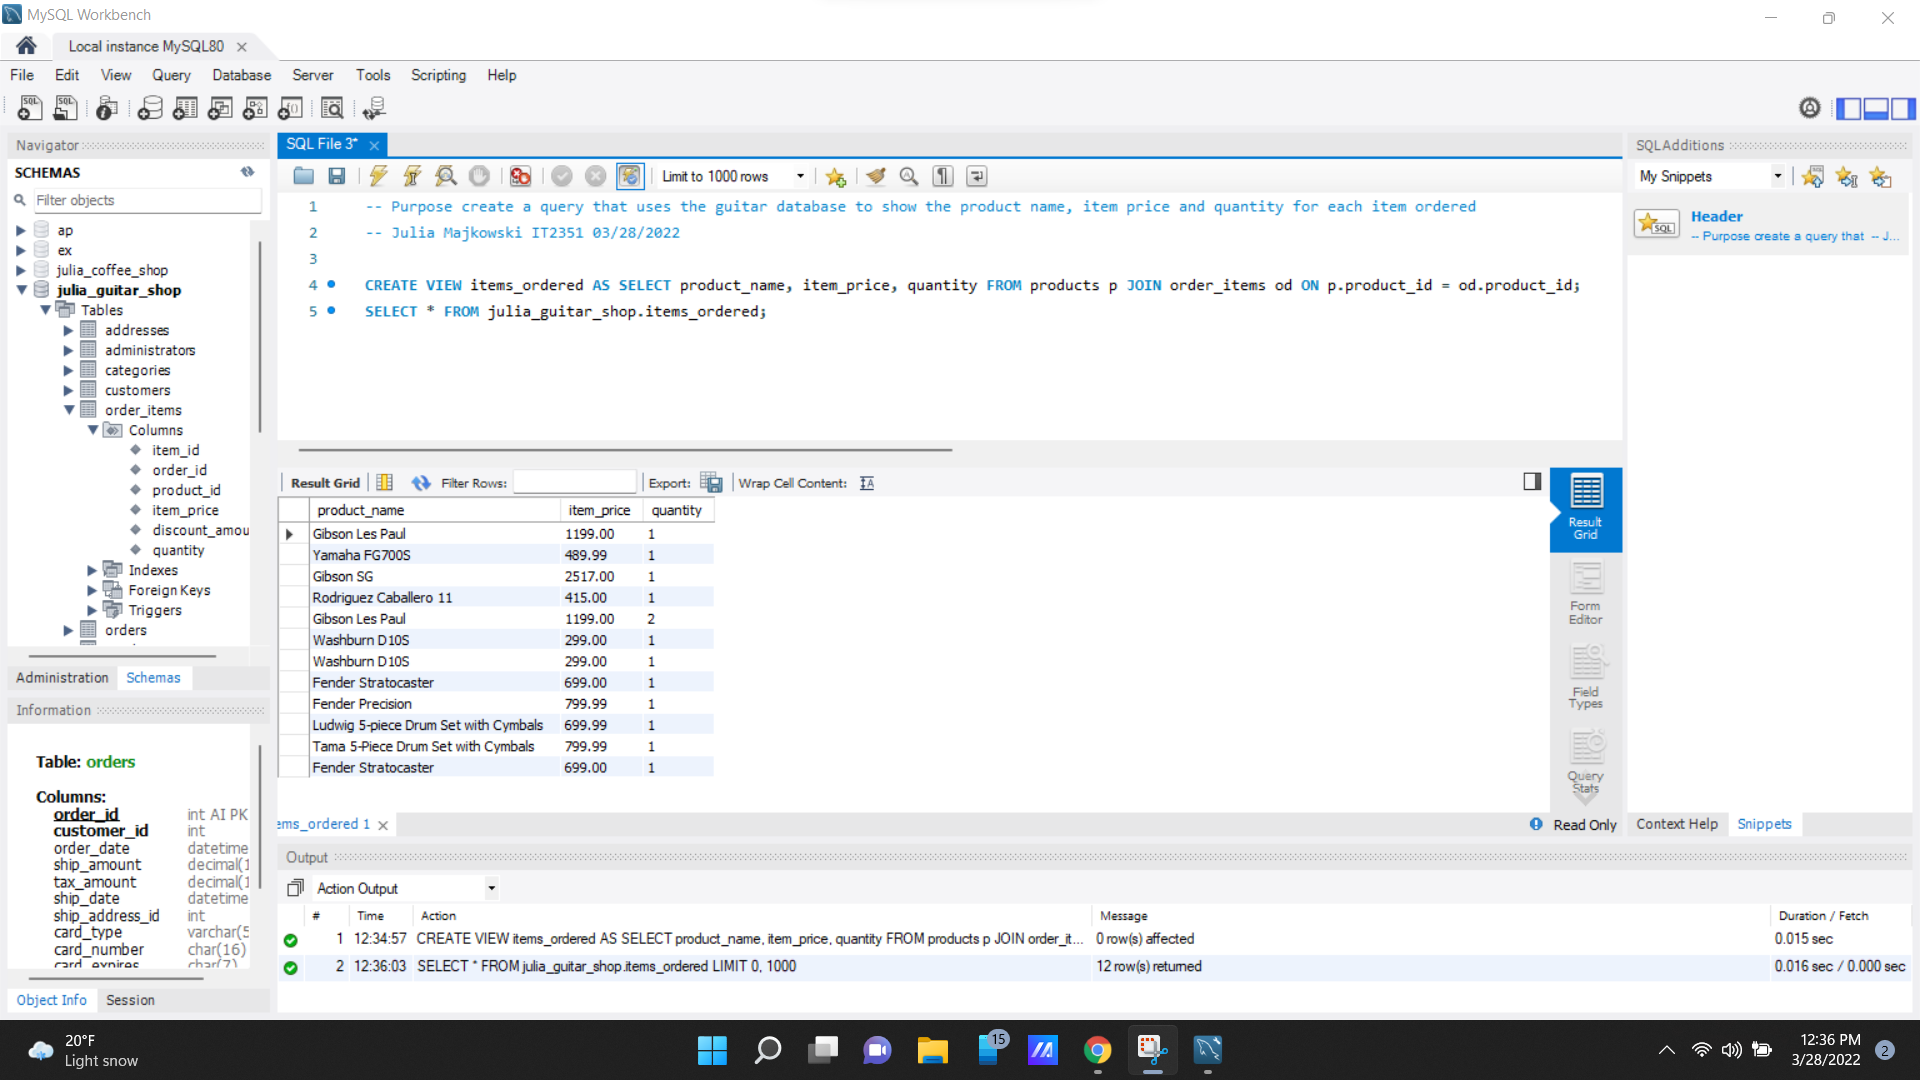 MySQL Workbench
Local instance MySQL80
File Edit View Query Database Server Tools Scripting Help
Navigator
SCHEMAS
Filter objects
ap
ex
julia_coffee_shop
julia_guitar_shop
Tables
addresses
administrators
categories
customers
order_items
Columns
item_id
order_id
product_id
item_price
discount_amou
quantity
Indexes
Foreign Keys
Triggers
orders
Administration Schemas
Information
Table: orders
Columns:
order_id int AI PK
customer_id int
order_date datetime
ship_amount decimal(1
tax_amount decimal(1
ship_date datetime
ship_address_id int
card_type varchar(5
card_number char(16)
card_expires char(7)
Object Info Session
SQL File 3*
Limit to 1000 rows
1 -- Purpose create a query that uses the guitar database to show the product name, item price and quantity for each item ordered
2 -- Julia Majkowski IT2351 03/28/2022
3
4 CREATE VIEW items_ordered AS SELECT product_name, item_price, quantity FROM products p JOIN order_items od ON p.product_id = od.product_id;
5 SELECT * FROM julia_guitar_shop.items_ordered;
Result Grid Filter Rows: Export: Wrap Cell Content:
product_name item_price quantity
Gibson Les Paul 1199.00 1
Yamaha FG700S 489.99 1
Gibson SG 2517.00 1
Rodriguez Caballero 11 415.00 1
Gibson Les Paul 1199.00 2
Washburn D10S 299.00 1
Washburn D10S 299.00 1
Fender Stratocaster 699.00 1
Fender Precision 799.99 1
Ludwig 5-piece Drum Set with Cymbals 699.99 1
Tama 5-Piece Drum Set with Cymbals 799.99 1
Fender Stratocaster 699.00 1
Result
Grid
Form
Editor
Field
Types
Query
Stats
ems_ordered 1
Read Only
SQLAdditions
My Snippets
SQL
Header
-- Purpose create a query that -- J...
Context Help Snippets
Output
Action Output
# Time Action Message Duration / Fetch
1 12:34:57 CREATE VIEW items_ordered AS SELECT product_name, item_price, quantity FROM products p JOIN order_it... 0 row(s) affected 0.015 sec
2 12:36:03 SELECT * FROM julia_guitar_shop.items_ordered LIMIT 0, 1000 12 row(s) returned 0.016 sec / 0.000 sec
20°F
Light snow
15
12:36 PM
3/28/2022
2